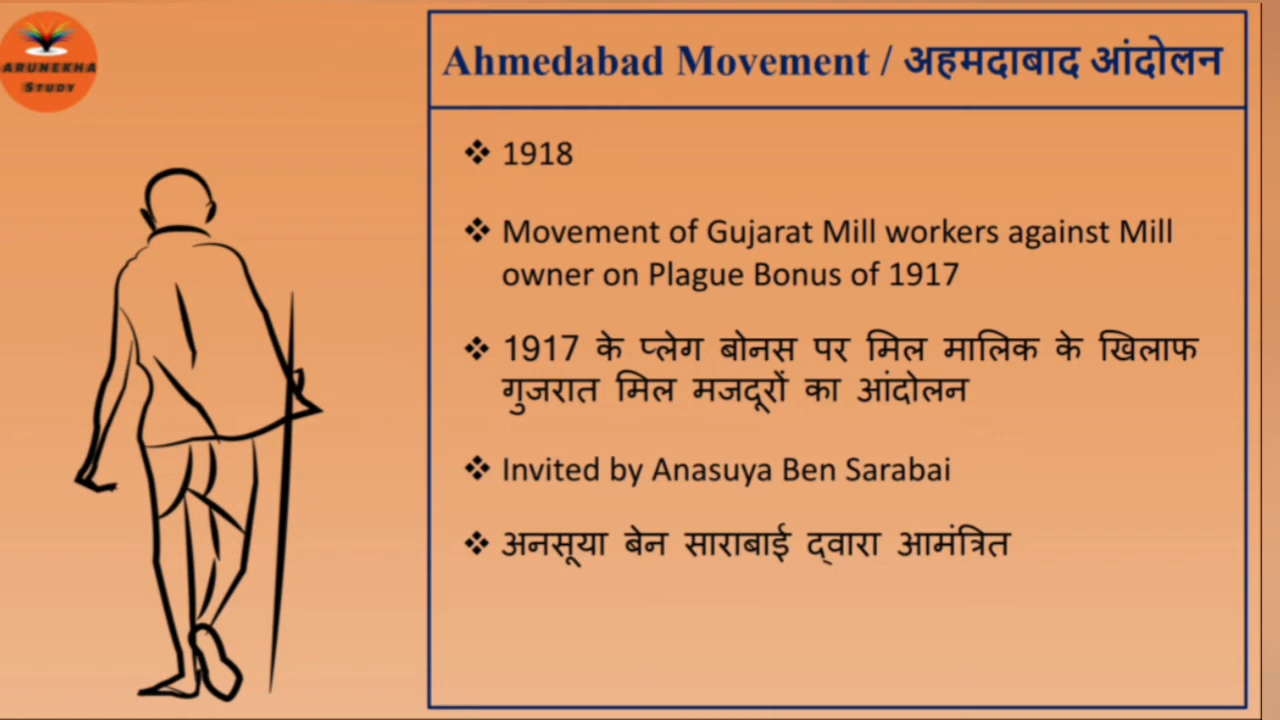 ARUNEKHA
STUDY
Ahmedabad Movement / अहमदाबाद आंदोलन
❖ 1918
❖ Movement of Gujarat Mill workers against Mill
owner on Plague Bonus of 1917
❖ 1917 के प्लेग बोनस पर मिल मालिक के खिलाफ
गुजरात मिल मजदूरों का आंदोलन
❖ Invited by Anasuya Ben Sarabai
❖ अनसूया बेन साराबाई द्वारा आमंत्रित